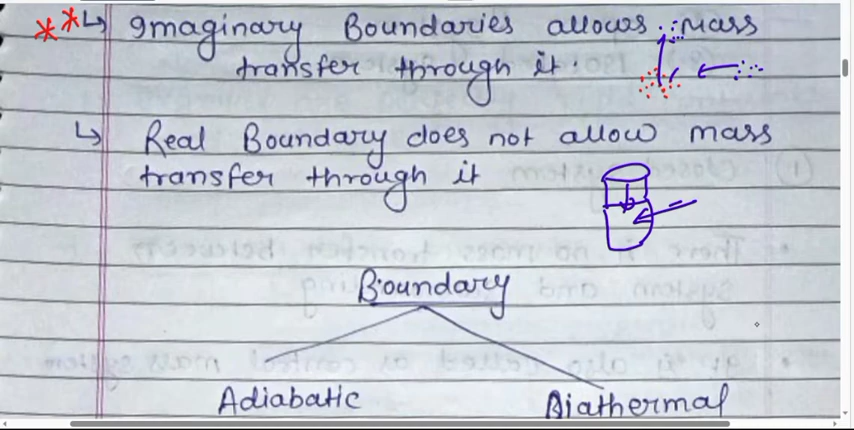 ** ↳ Imaginary Boundaries allows mass
transfer through it.
↳ Real Boundary does not allow mass
transfer through it
Boundary
Adiabatic
Diathermal